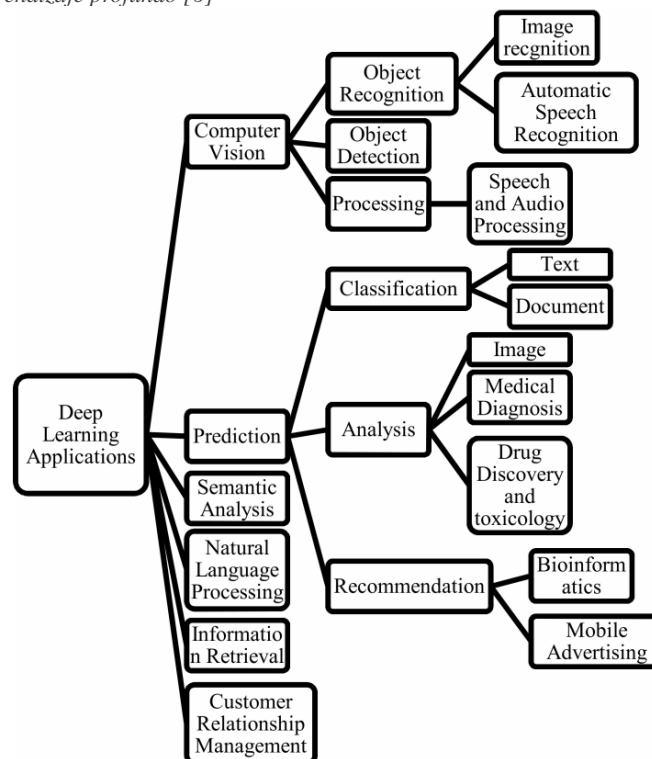 profundo [8]
Image
recgnition
Object
Recognition
Automatic
Speech
Recognition
Computer
Vision
Object
Detection
Processing
Speech
and Audio
Processing
Classification
Text
Document
Image
Medical
Diagnosis
Deep
Learning
Applications
Prediction
Analysis
Drug
Discovery
and
toxicology
Semantic
Analysis
Natural
Language
Processing
Recommendation
Bioinform
atics
Informatio
n Retrieval
Mobile
Advertising
Customer
Relationship
Management